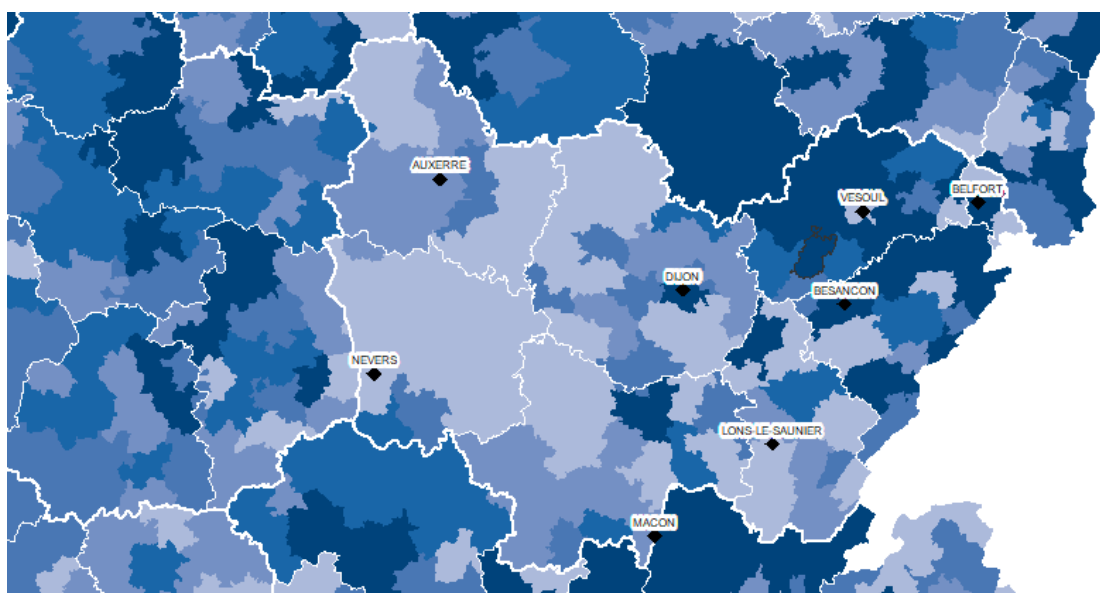 AUXERRE
BELFORT
VESOUL
DIJON
BESANCON
NEVERS
LONS-LE-SAUNIER
MACON